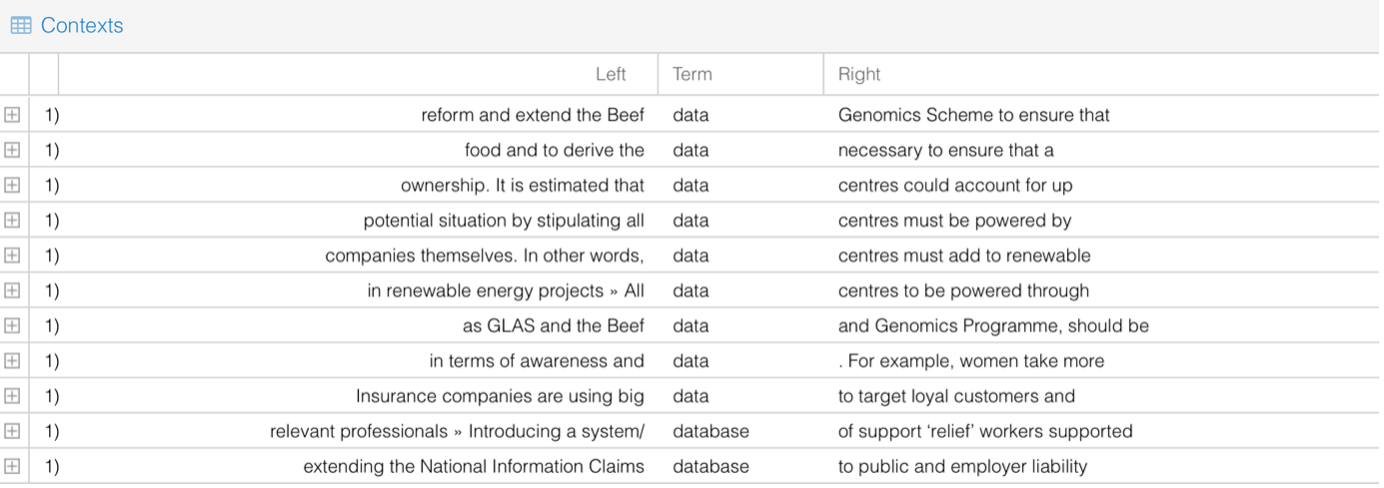 Contexts
Left Term Right
1) reform and extend the Beef data Genomics Scheme to ensure that
1) food and to derive the data necessary to ensure that a
1) ownership. It is estimated that data centres could account for up
1) potential situation by stipulating all data centres must be powered by
1) companies themselves. In other words, data centres must add to renewable
1) in renewable energy projects » All data centres to be powered through
1) as GLAS and the Beef data and Genomics Programme, should be
1) in terms of awareness and data . For example, women take more
1) Insurance companies are using big data to target loyal customers and
1) relevant professionals » Introducing a system/ database of support ‘relief’ workers supported
1) extending the National Information Claims database to public and employer liability